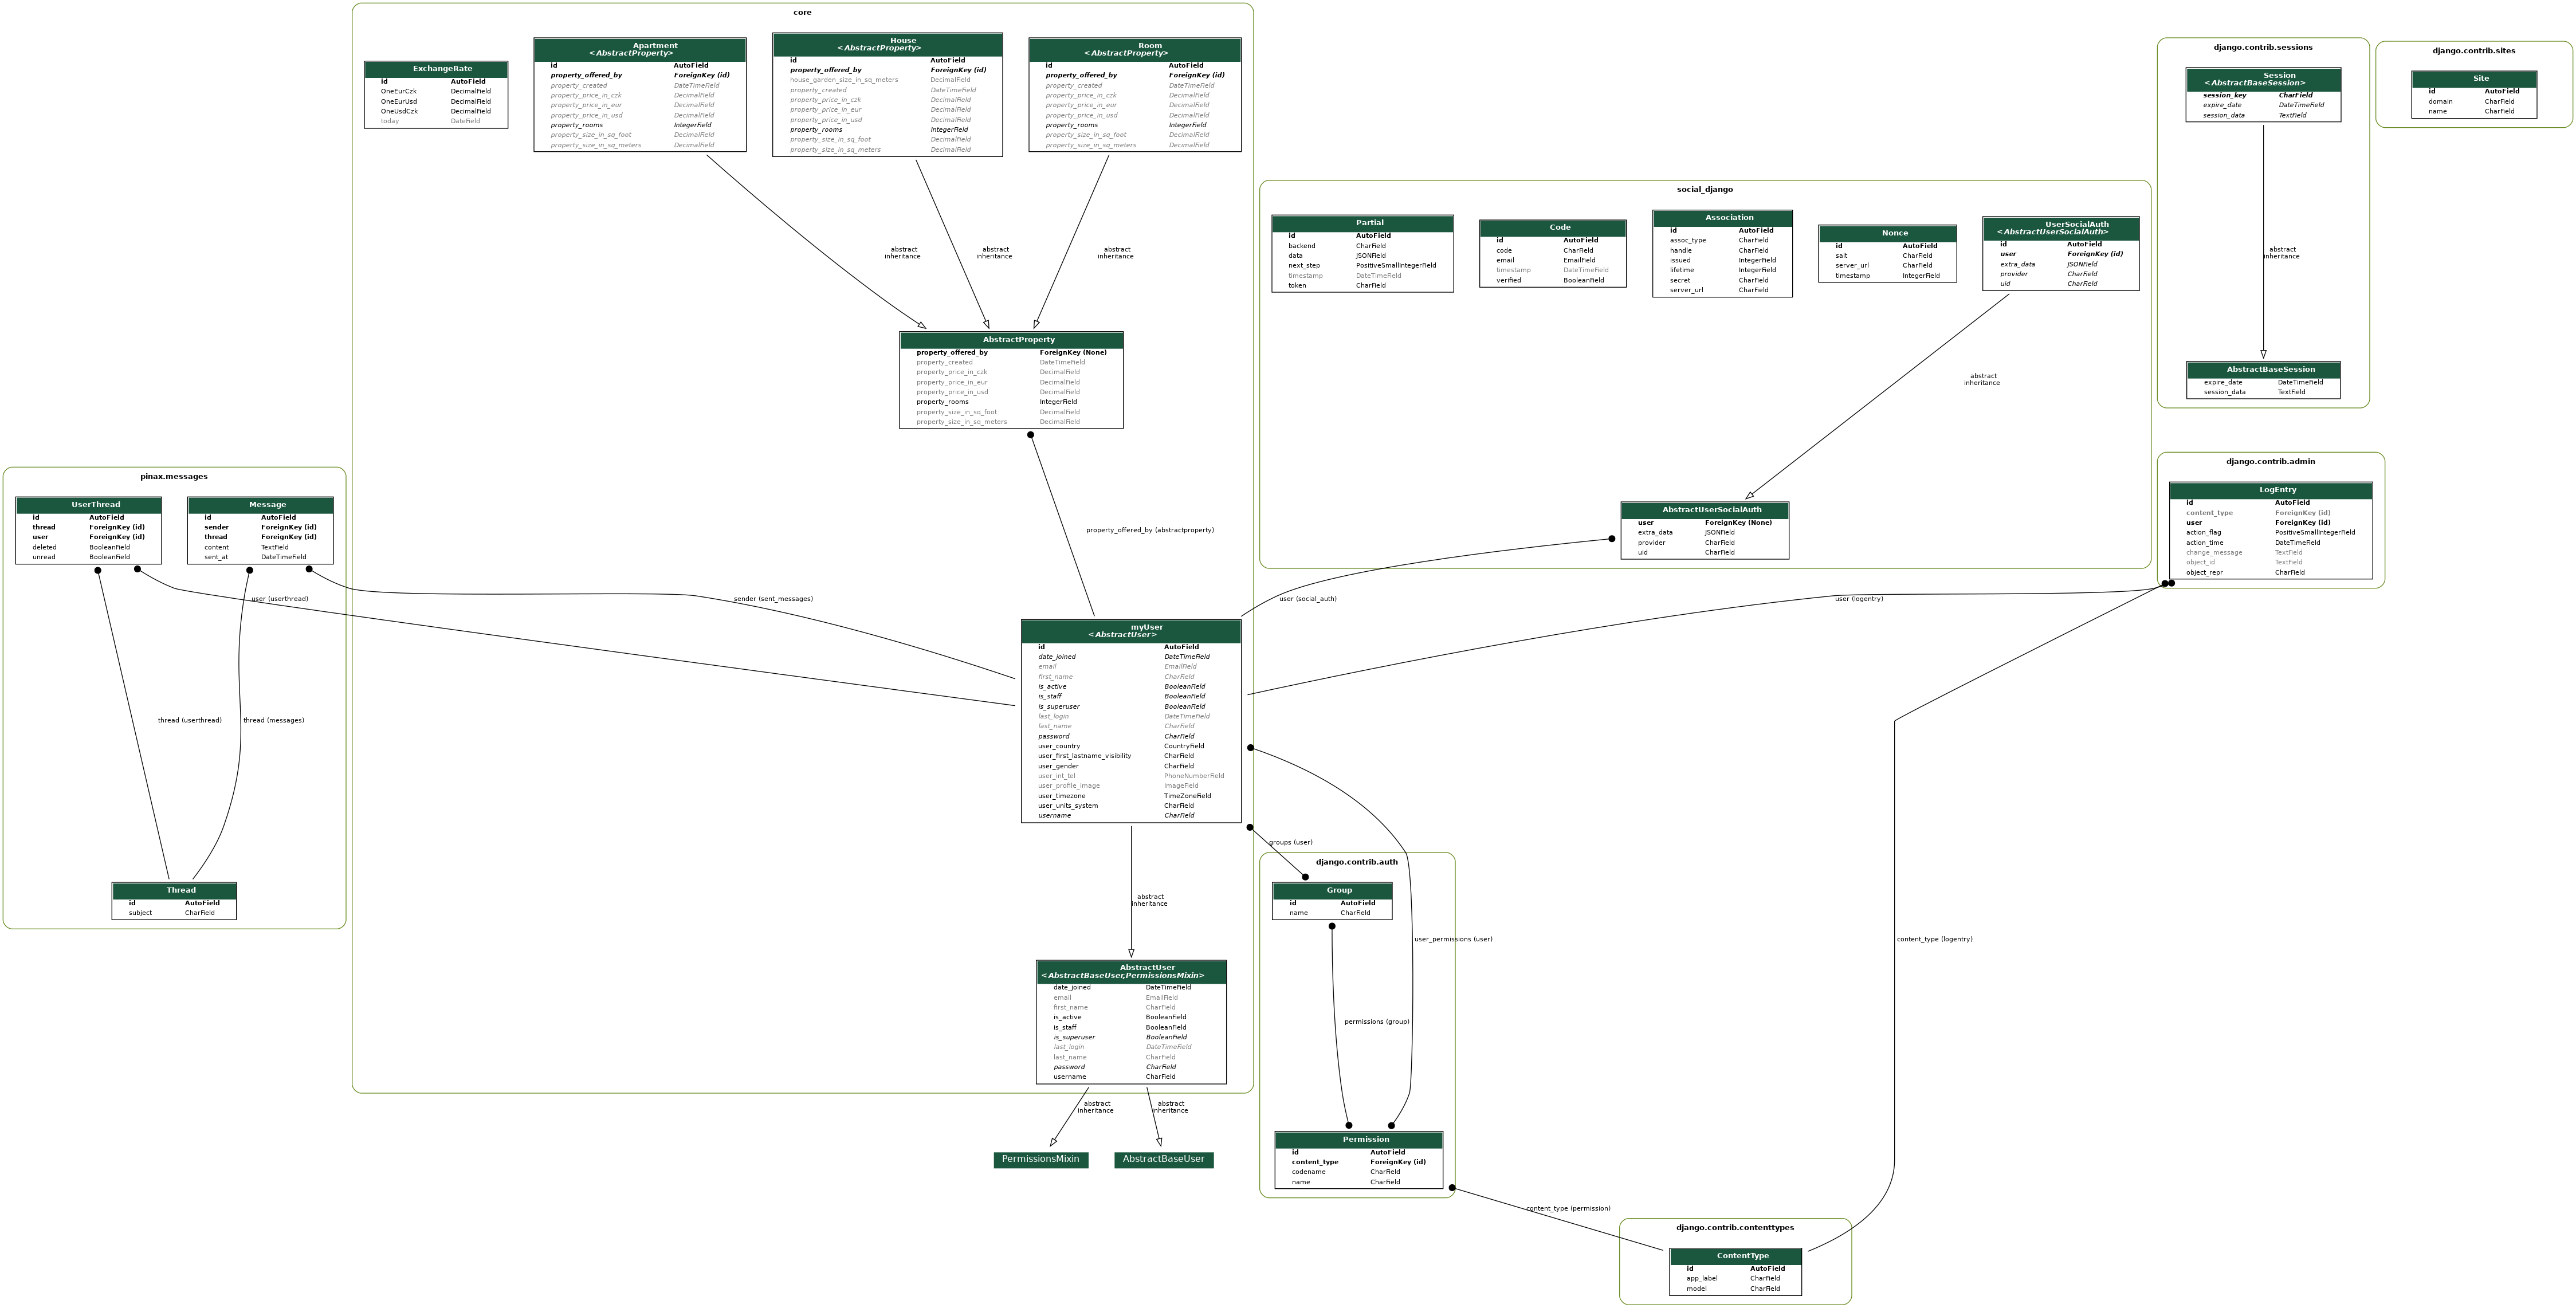 core
ExchangeRate
id AutoField
OneEurCzk DecimalField
OneEurUsd DecimalField
OneUsdCzk DecimalField
today DateField
Apartment
<AbstractProperty>
id AutoField
property_offered_by ForeignKey (id)
property_created DateTimeField
property_price_in_czk DecimalField
property_price_in_eur DecimalField
property_price_in_usd DecimalField
property_rooms IntegerField
property_size_in_sq_foot DecimalField
property_size_in_sq_meters DecimalField
House
<AbstractProperty>
id AutoField
property_offered_by ForeignKey (id)
house_garden_size_in_sq_meters DecimalField
property_created DateTimeField
property_price_in_czk DecimalField
property_price_in_eur DecimalField
property_price_in_usd DecimalField
property_rooms IntegerField
property_size_in_sq_foot DecimalField
property_size_in_sq_meters DecimalField
Room
<AbstractProperty>
id AutoField
property_offered_by ForeignKey (id)
property_created DateTimeField
property_price_in_czk DecimalField
property_price_in_eur DecimalField
property_price_in_usd DecimalField
property_rooms IntegerField
property_size_in_sq_foot DecimalField
property_size_in_sq_meters DecimalField
abstract
inheritance
abstract
inheritance
abstract
inheritance
AbstractProperty
property_offered_by ForeignKey (None)
property_created DateTimeField
property_price_in_czk DecimalField
property_price_in_eur DecimalField
property_price_in_usd DecimalField
property_rooms IntegerField
property_size_in_sq_foot DecimalField
property_size_in_sq_meters DecimalField
property_offered_by (abstractproperty)
django.contrib.sessions
Session
<AbstractBaseSession>
session_key CharField
expire_date DateTimeField
session_data TextField
abstract
inheritance
AbstractBaseSession
expire_date DateTimeField
session_data TextField
django.contrib.sites
Site
id AutoField
domain CharField
name CharField
social_django
Partial
id AutoField
backend CharField
data JSONField
next_step PositiveSmallIntegerField
timestamp DateTimeField
token CharField
Code
id AutoField
code CharField
email EmailField
timestamp DateTimeField
verified BooleanField
Association
id AutoField
assoc_type CharField
handle CharField
issued IntegerField
lifetime IntegerField
secret CharField
server_url CharField
Nonce
id AutoField
salt CharField
server_url CharField
timestamp IntegerField
UserSocialAuth
<AbstractUserSocialAuth>
id AutoField
user ForeignKey (id)
extra_data JSONField
provider CharField
uid CharField
abstract
inheritance
AbstractUserSocialAuth
user ForeignKey (None)
extra_data JSONField
provider CharField
uid CharField
django.contrib.admin
LogEntry
id AutoField
content_type ForeignKey (id)
user ForeignKey (id)
action_flag PositiveSmallIntegerField
action_time DateTimeField
change_message TextField
object_id TextField
object_repr CharField
pinax.messages
UserThread
id AutoField
thread ForeignKey (id)
user ForeignKey (id)
deleted BooleanField
unread BooleanField
Message
id AutoField
sender ForeignKey (id)
thread ForeignKey (id)
content TextField
sent_at DateTimeField
user (userthread)
sender (sent_messages)
user (social_auth)
user (logentry)
thread (userthread)
thread (messages)
Thread
id AutoField
subject CharField
myUser
<AbstractUser>
id AutoField
date_joined DateTimeField
email EmailField
first_name CharField
is_active BooleanField
is_staff BooleanField
is_superuser BooleanField
last_login DateTimeField
last_name CharField
password CharField
user_country CountryField
user_first_lastname_visibility CharField
user_gender CharField
user_int_tel PhoneNumberField
user_profile_image ImageField
user_timezone TimeZoneField
user_units_system CharField
username CharField
abstract
inheritance
AbstractUser
<AbstractBaseUser,PermissionsMixin>
date_joined DateTimeField
email EmailField
first_name CharField
is_active BooleanField
is_staff BooleanField
is_superuser BooleanField
last_login DateTimeField
last_name CharField
password CharField
username CharField
abstract
inheritance
abstract
inheritance
PermissionsMixin
AbstractBaseUser
groups (user)
django.contrib.auth
Group
id AutoField
name CharField
user_permissions (user)
permissions (group)
Permission
id AutoField
content_type ForeignKey (id)
codename CharField
name CharField
content_type (logentry)
content_type (permission)
django.contrib.contenttypes
ContentType
id AutoField
app_label CharField
model CharField